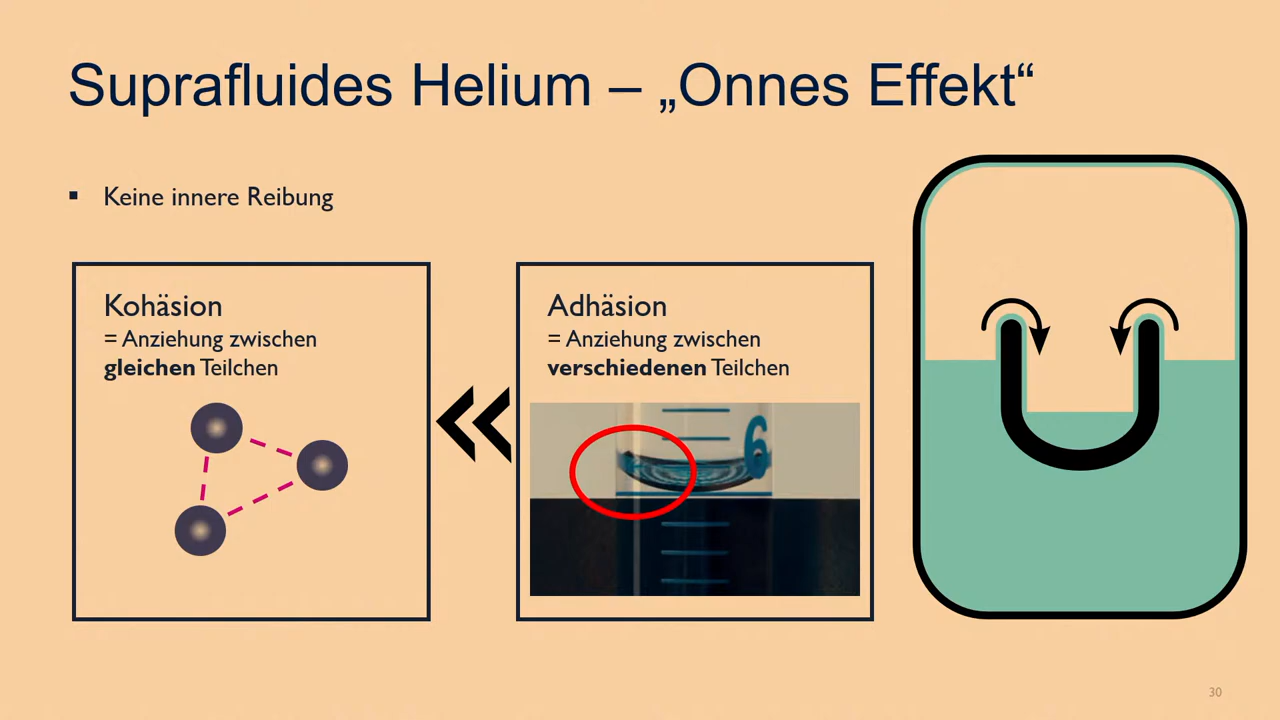 Suprafluides Helium – „Onnes Effekt“
▪ Keine innere Reibung
Kohäsion
= Anziehung zwischen
gleichen Teilchen
Adhäsion
= Anziehung zwischen
verschiedenen Teilchen
6
30